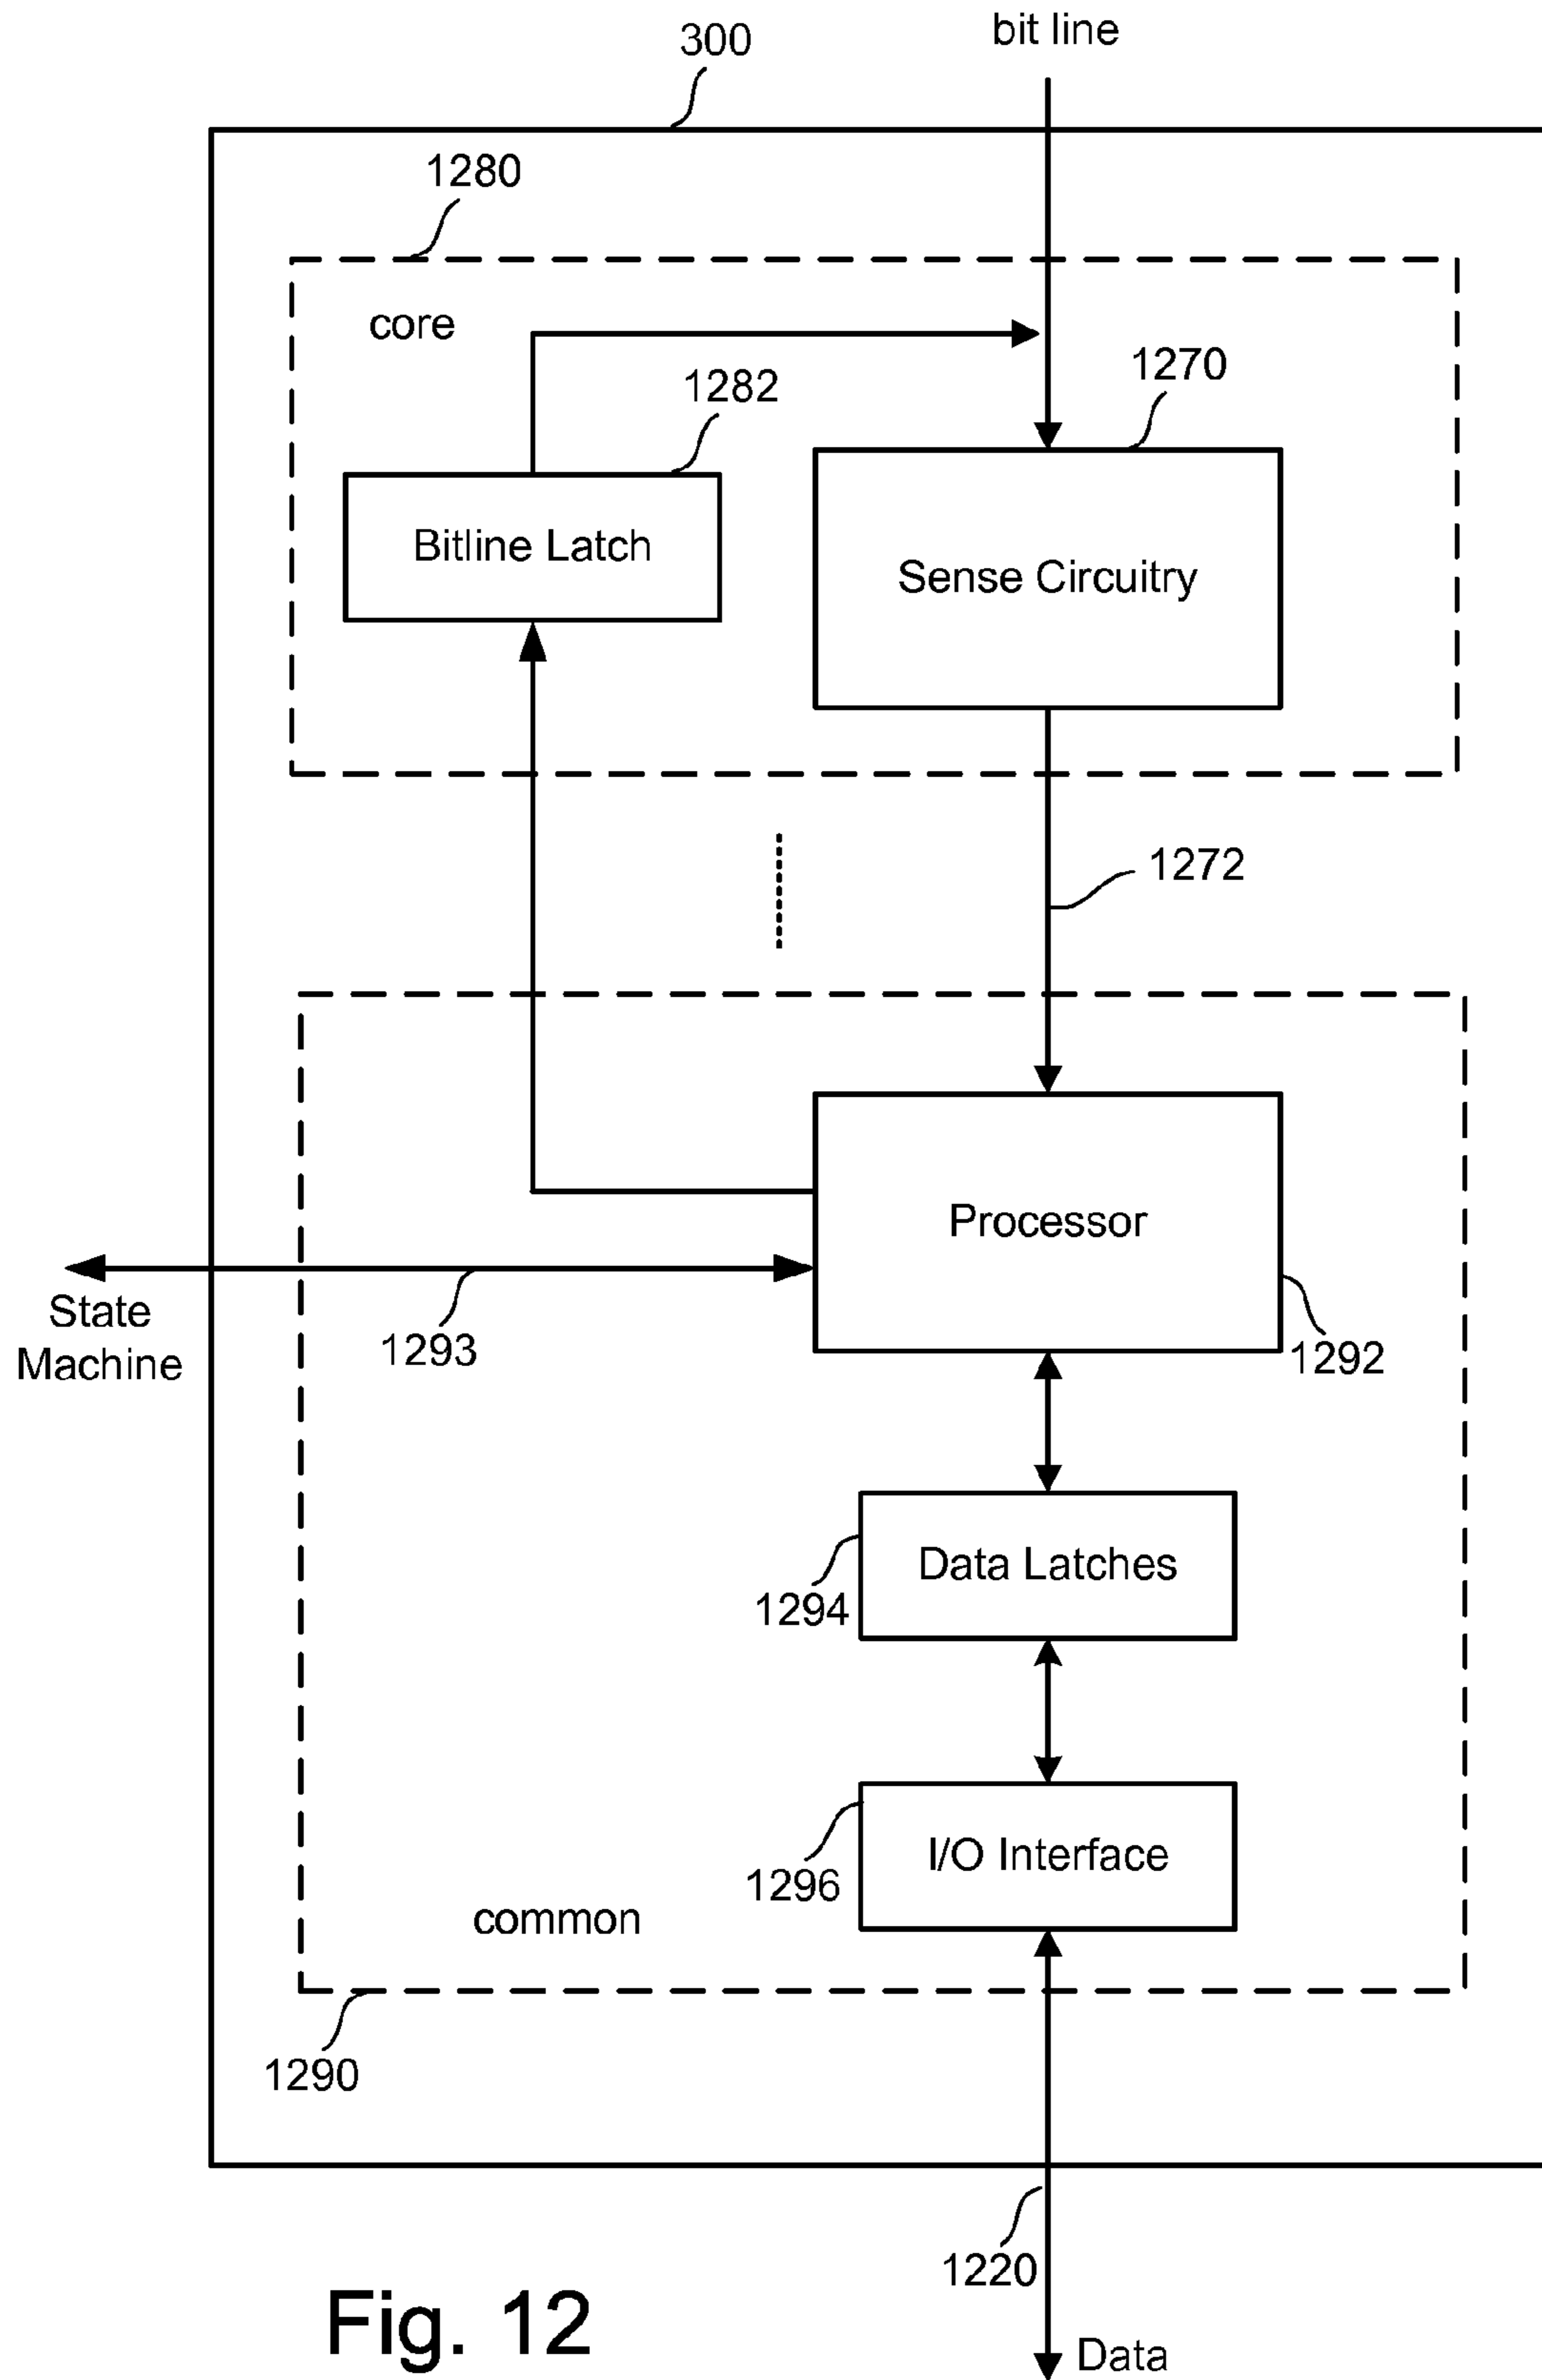 300
bit line
1280
core
1270
1282
Bitline Latch
Sense Circuitry
1272
Processor
State
Machine
1293
1292
Data Latches
1294
I/O Interface
1296
common
1290
1220
Fig. 12
Data